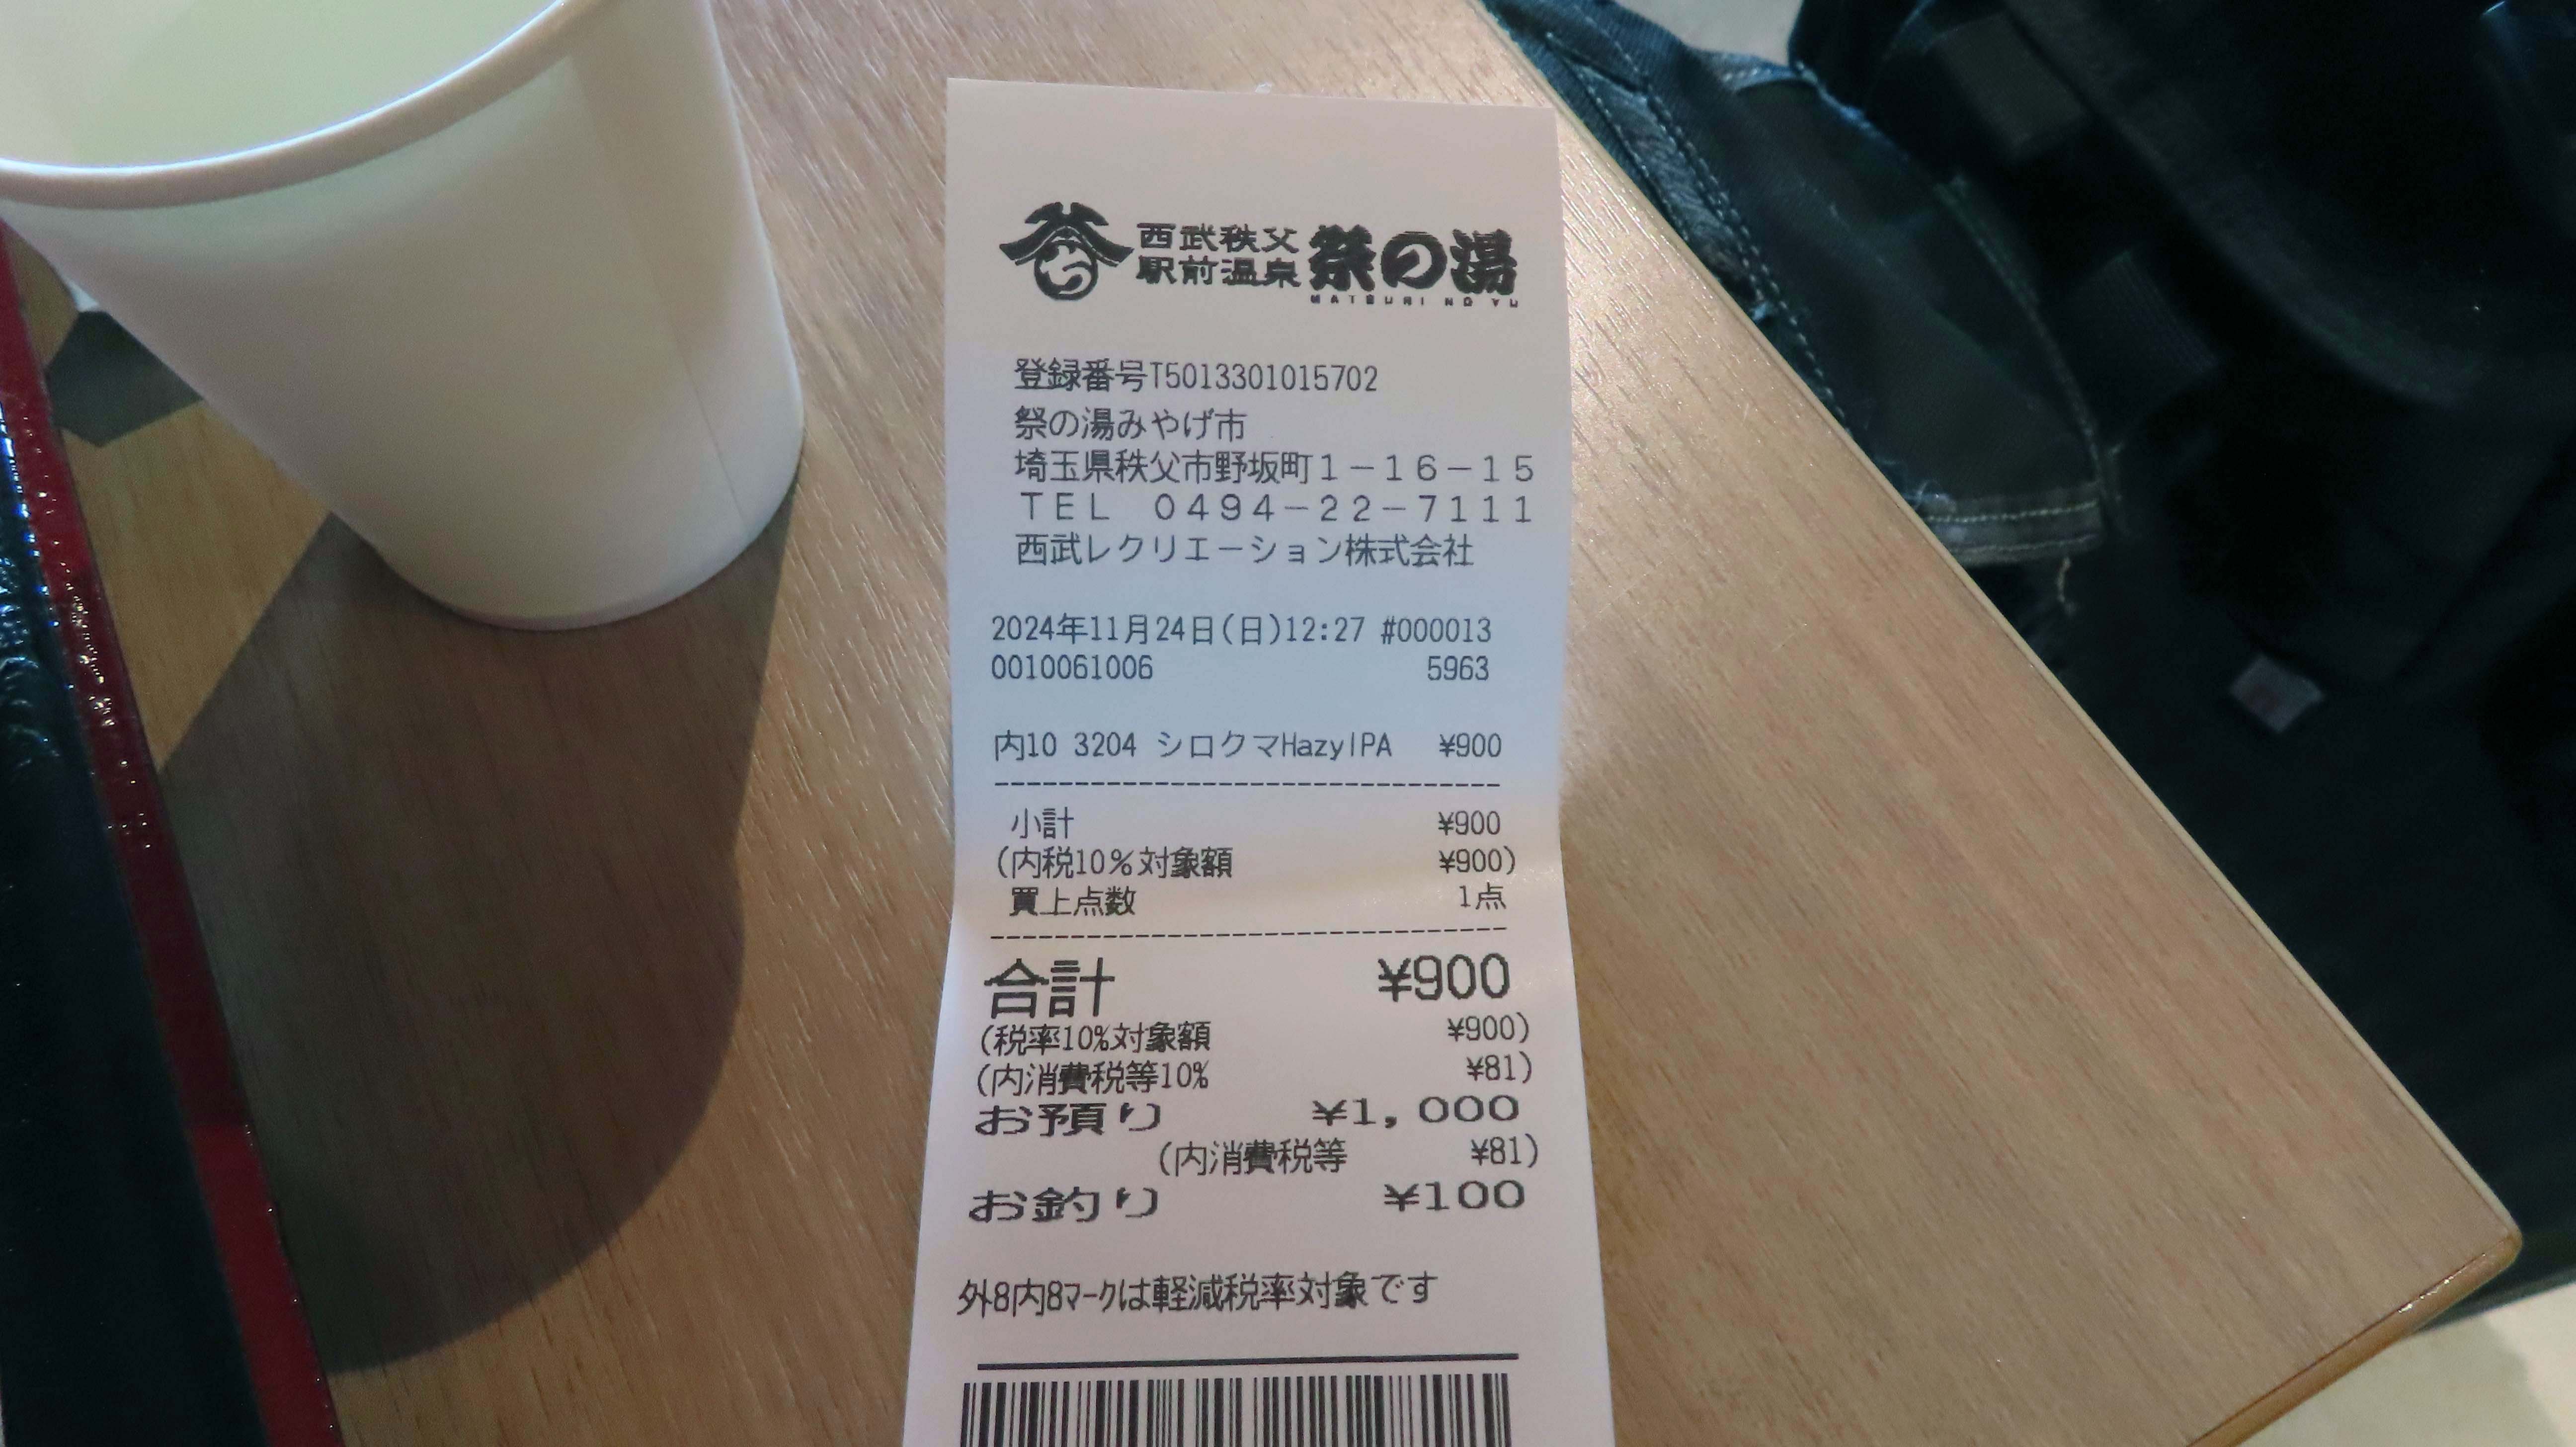 西武秩父
駅前温泉 祭の湯
MATSURI NO YU
登録番号T5013301015702
祭の湯みやげ市
埼玉県秩父市野坂町1-16-15
TEL 0494-22-7111
西武レクリエーション株式会社
2024年11月24日(日)12:27 #000013
0010061006 5963
内10 3204 シロクマHazyIPA ¥900
小計 ¥900
(内税10%対象額 ¥900)
買上点数 1点
合計 ¥900
(税率10%対象額 ¥900)
(内消費税等10% ¥81)
お預り ¥1,000
(内消費税等 ¥81)
お釣り ¥100
外8内8マークは軽減税率対象です